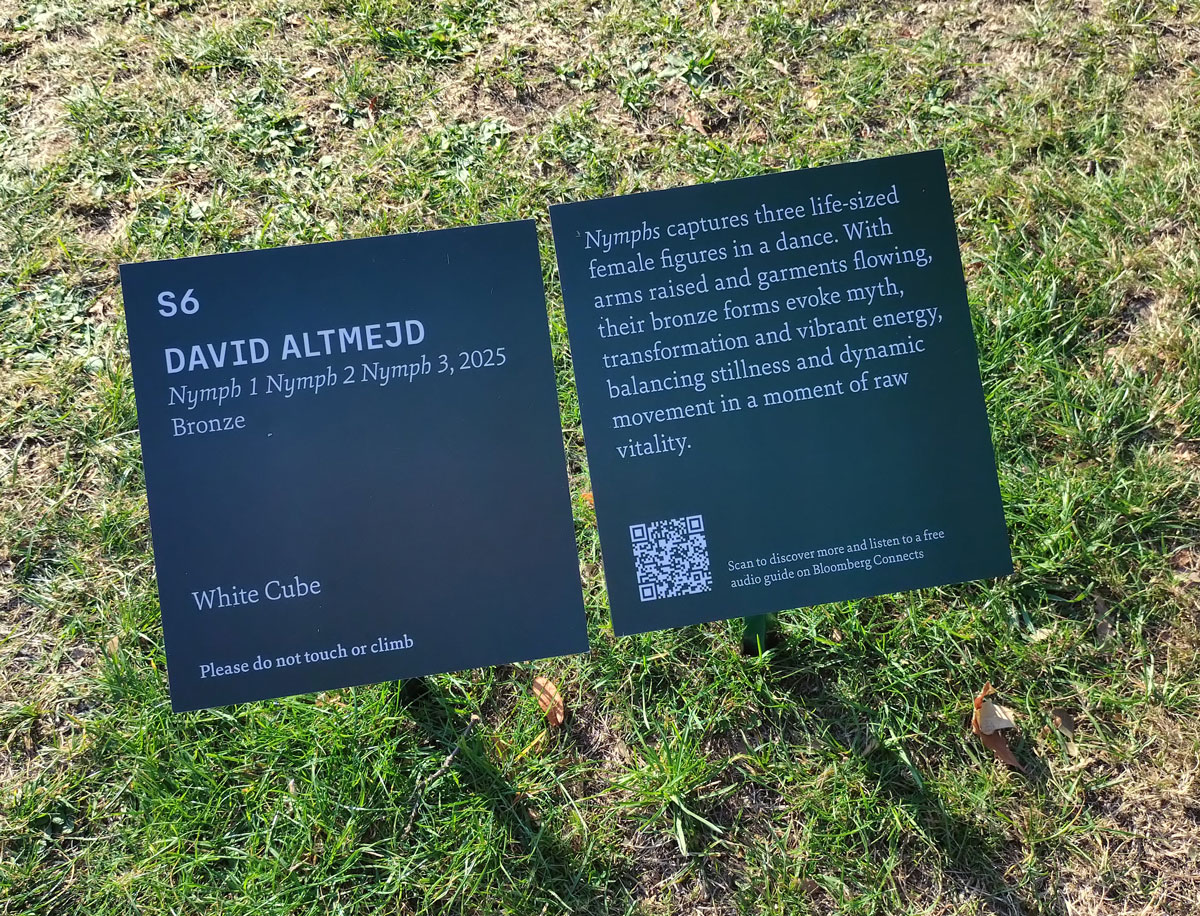 S6
DAVID ALTMEJD
Nymph 1 Nymph 2 Nymph 3, 2025
Bronze
White Cube
Please do not touch or climb
Nymphs captures three life-sized
female figures in a dance. With
arms raised and garments flowing,
their bronze forms evoke myth,
transformation and vibrant energy,
balancing stillness and dynamic
movement in a moment of raw
vitality.
Scan to discover more and listen to a free
audio guide on Bloomberg Connects